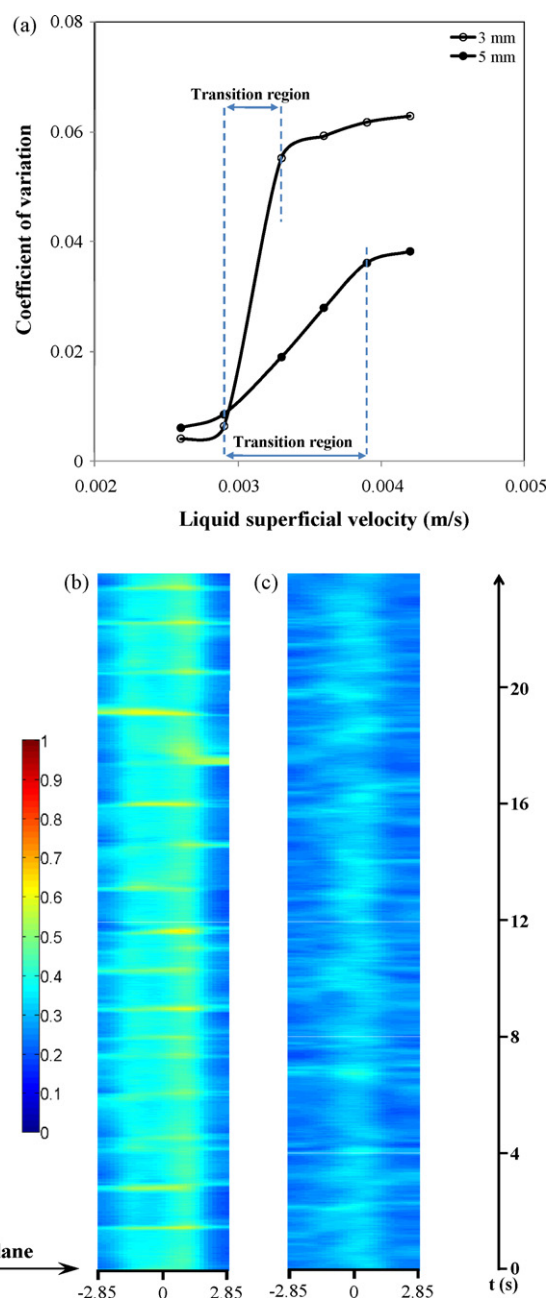 (a)
0.08
0.06
0.04
0.02
0
Coefficient of variation
3 mm
5 mm
Transition region
Transition region
0.002
0.003
0.004
0.005
Liquid superficial velocity (m/s)
(b)
(c)
1
0.9
0.8
0.7
0.6
0.5
0.4
0.3
0.2
0.1
0
20
16
12
8
4
0
t (s)
lane
-2.85
0
2.85
-2.85
0
2.85